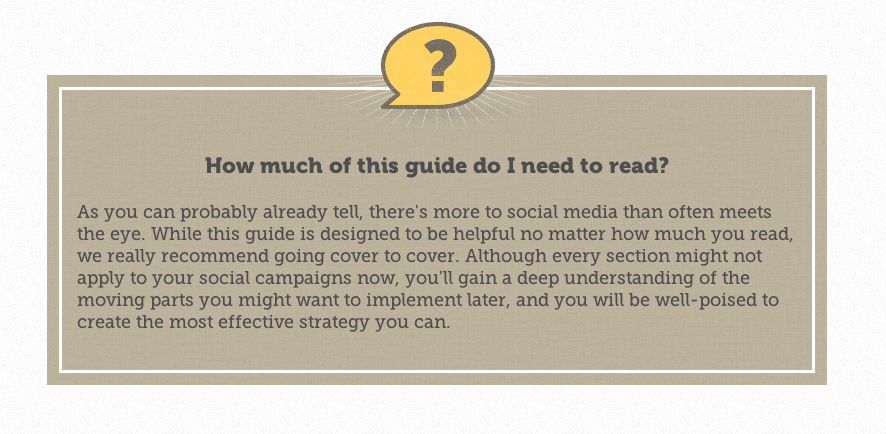 ?
How much of this guide do I need to read?
As you can probably already tell, there's more to social media than often meets
the eye. While this guide is designed to be helpful no matter how much you read,
we really recommend going cover to cover. Although every section might not
apply to your social campaigns now, you'll gain a deep understanding of the
moving parts you might want to implement later, and you will be well-poised to
create the most effective strategy you can.